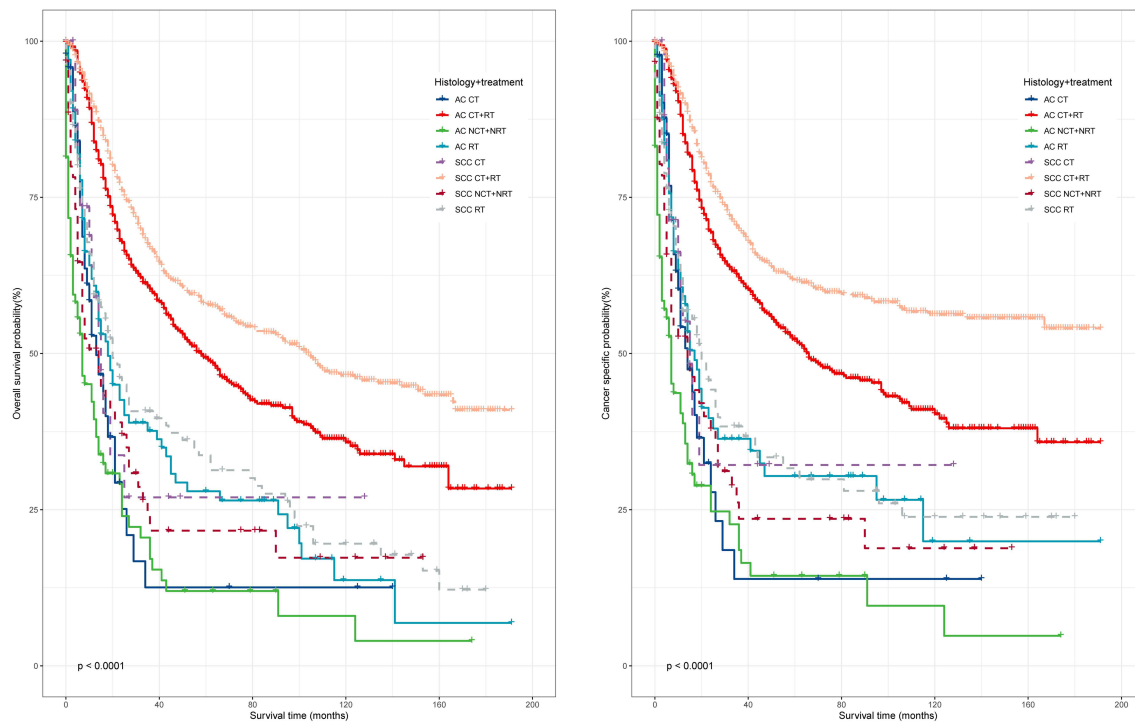 Overall survival probability(%)
100
75
50
25
0
Histology+treatment
AC CT
AC CT+RT
AC NCT+NRT
AC RT
SCC CT
SCC CT+RT
SCC NCT+NRT
SCC RT
p < 0.0001
0 40 80 120 160 200
Survival time (months)
Cancer specific probability(%)
100
75
50
25
0
Histology+treatment
AC CT
AC CT+RT
AC NCT+NRT
AC RT
SCC CT
SCC CT+RT
SCC NCT+NRT
SCC RT
p < 0.0001
0 40 80 120 160 200
Survival time (months)